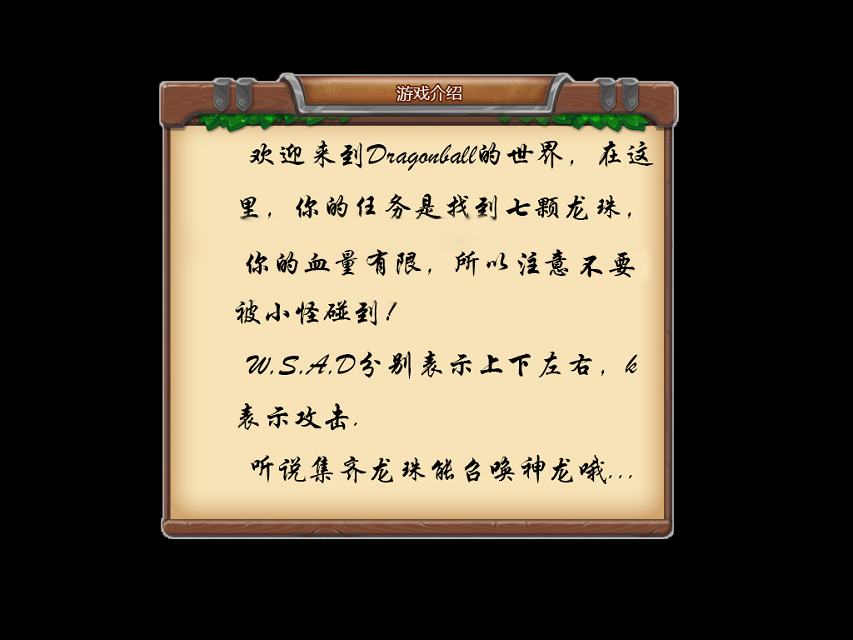 游戏介绍
欢迎来到Dragonball的世界，在这
里，你的任务是找到七颗龙珠，
你的血量有限，所以注意不要
被小怪碰到！
W.S.A.D分别表示上下左右，k
表示攻击.
听说集齐龙珠能召唤神龙哦...